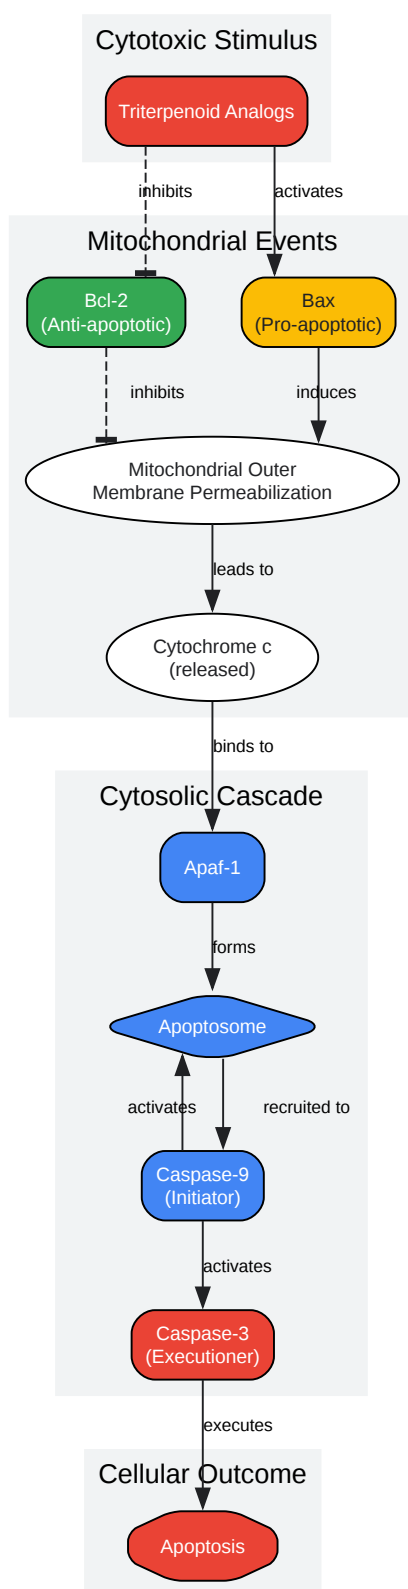 Cytotoxic Stimulus
Triterpenoid Analogs
inhibits
activates
Mitochondrial Events
Bcl-2
(Anti-apoptotic)
Bax
(Pro-apoptotic)
inhibits
induces
Mitochondrial Outer
Membrane Permeabilization
leads to
Cytochrome c
(released)
binds to
Cytosolic Cascade
Apaf-1
forms
Apoptosome
activates
recruited to
Caspase-9
(Initiator)
activates
Caspase-3
(Executioner)
executes
Cellular Outcome
Apoptosis